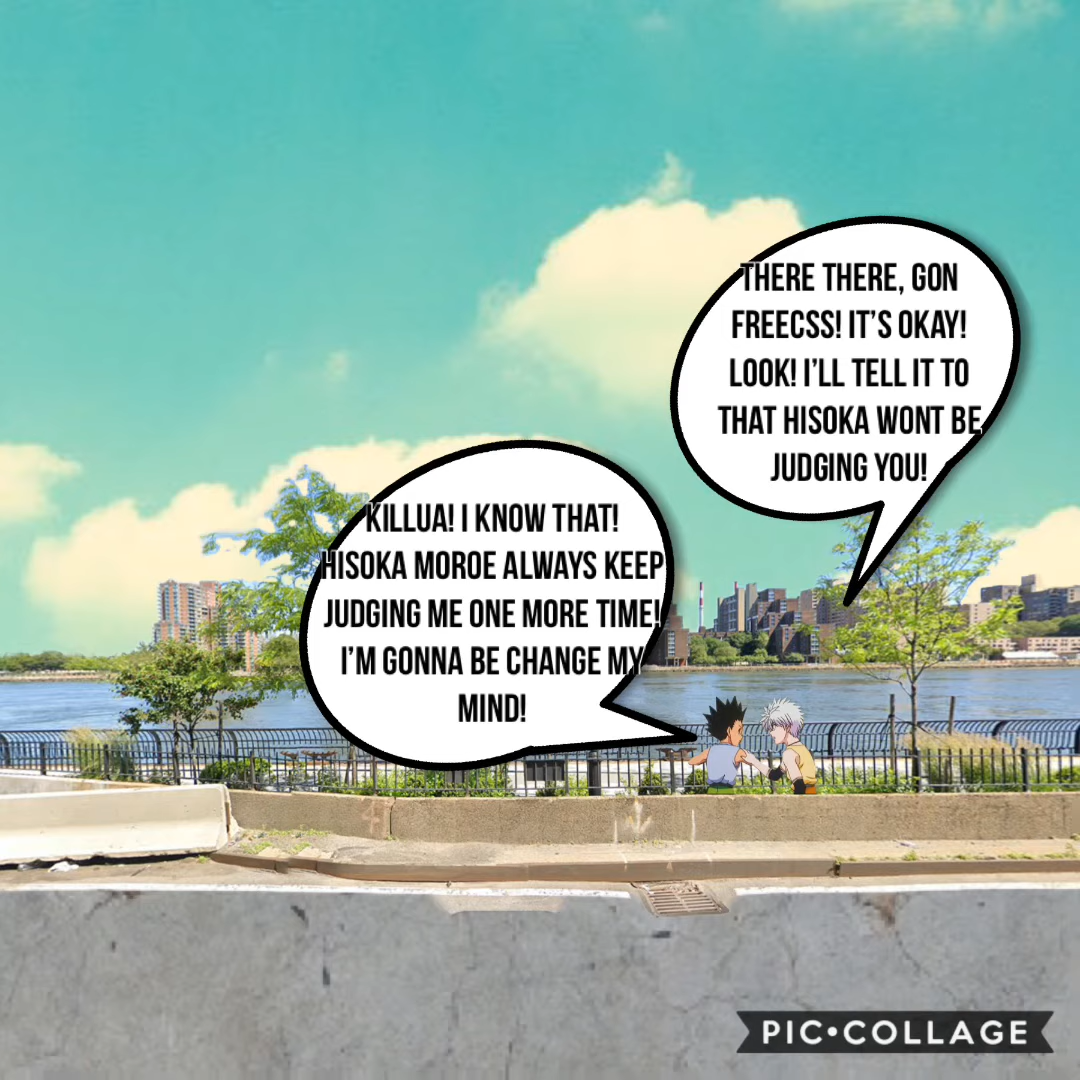 THERE THERE, GON
FREECSS! IT'S OKAY!
LOOK! I'LL TELL IT TO
THAT HISOKA WONT BE
JUDGING YOU!
KILLUA! I KNOW THAT!
HISOKA MOROE ALWAYS KEEP
JUDGING ME ONE MORE TIME!
I'M GONNA BE CHANGE MY
MIND!
PIC•COLLAGE